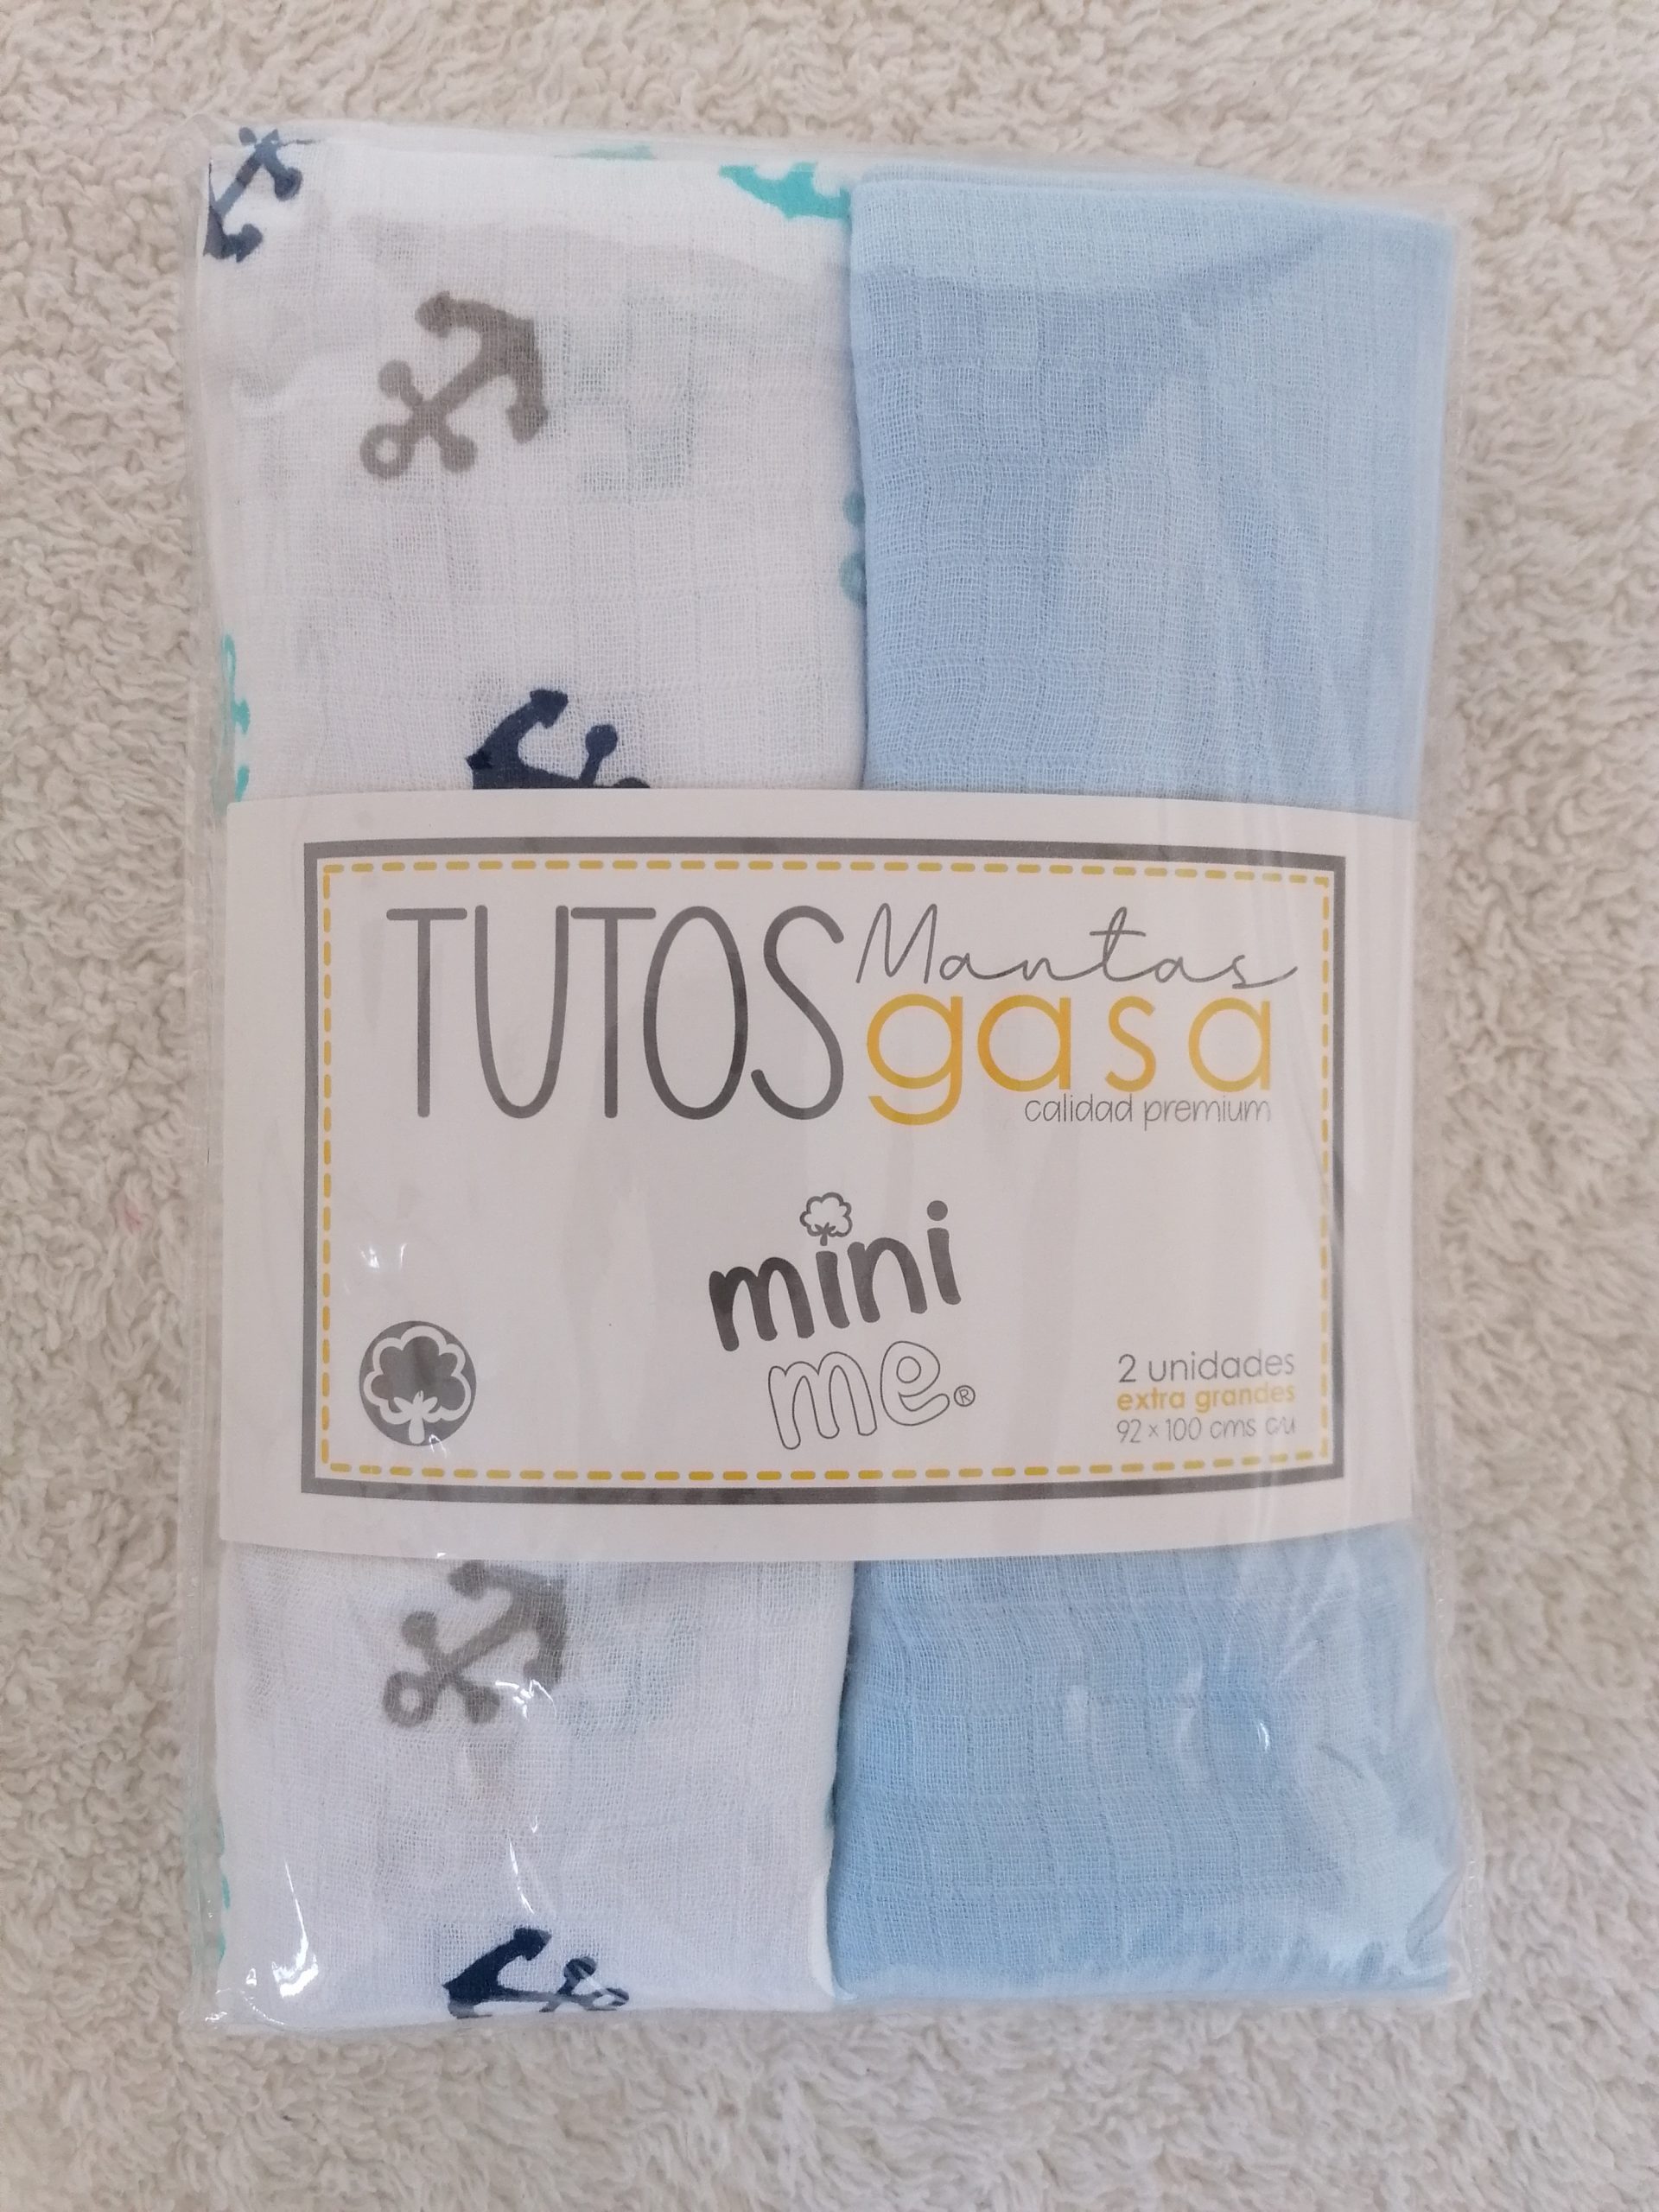 TUTOS Mantas
gasa
calidad premium
mini
me®
2 unidades
extra grandes
92 x 100 cms c/u